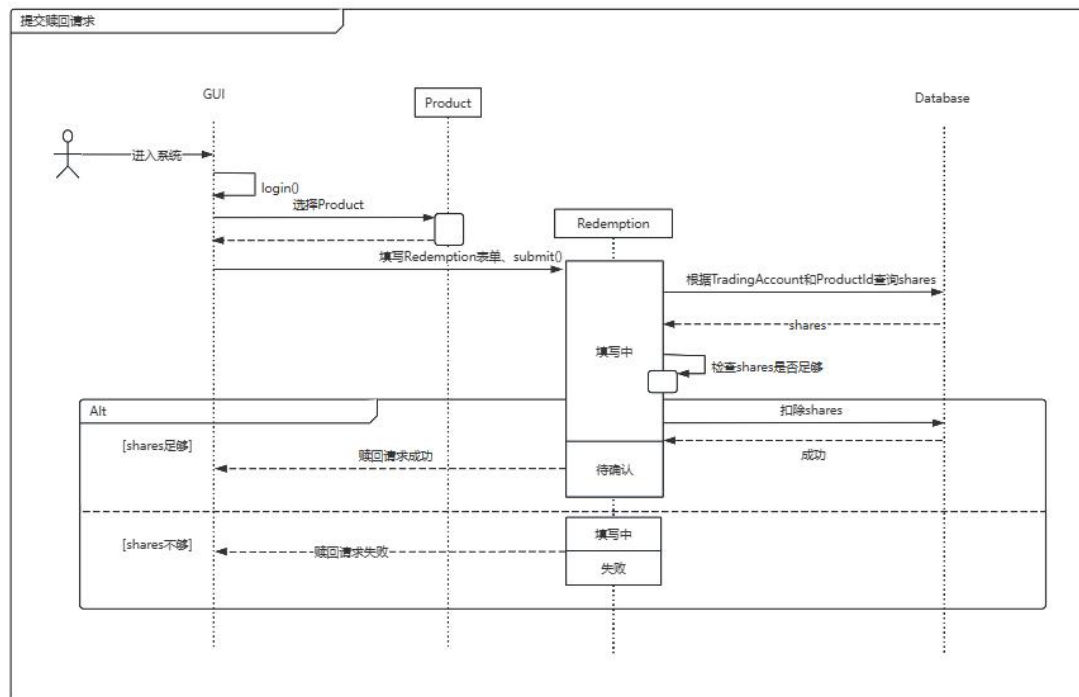 提交赎回请求
GUI
Product
Database
进入系统
login()
选择Product
Redemption
填写Redemption表单、submit()
根据TradingAccount和ProductId查询shares
shares
填写中
检查shares是否足够
Alt
扣除shares
[shares足够]
赎回请求成功
成功
待确认
填写中
[shares不够]
赎回请求失败
失败